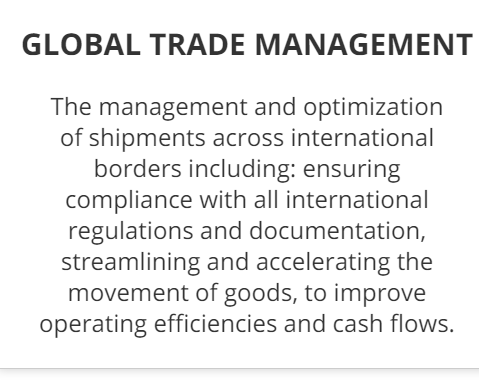 GLOBAL TRADE MANAGEMENT
The management and optimization
of shipments across international
borders including: ensuring
compliance with all international
regulations and documentation,
streamlining and accelerating the
movement of goods, to improve
operating efficiencies and cash flows.